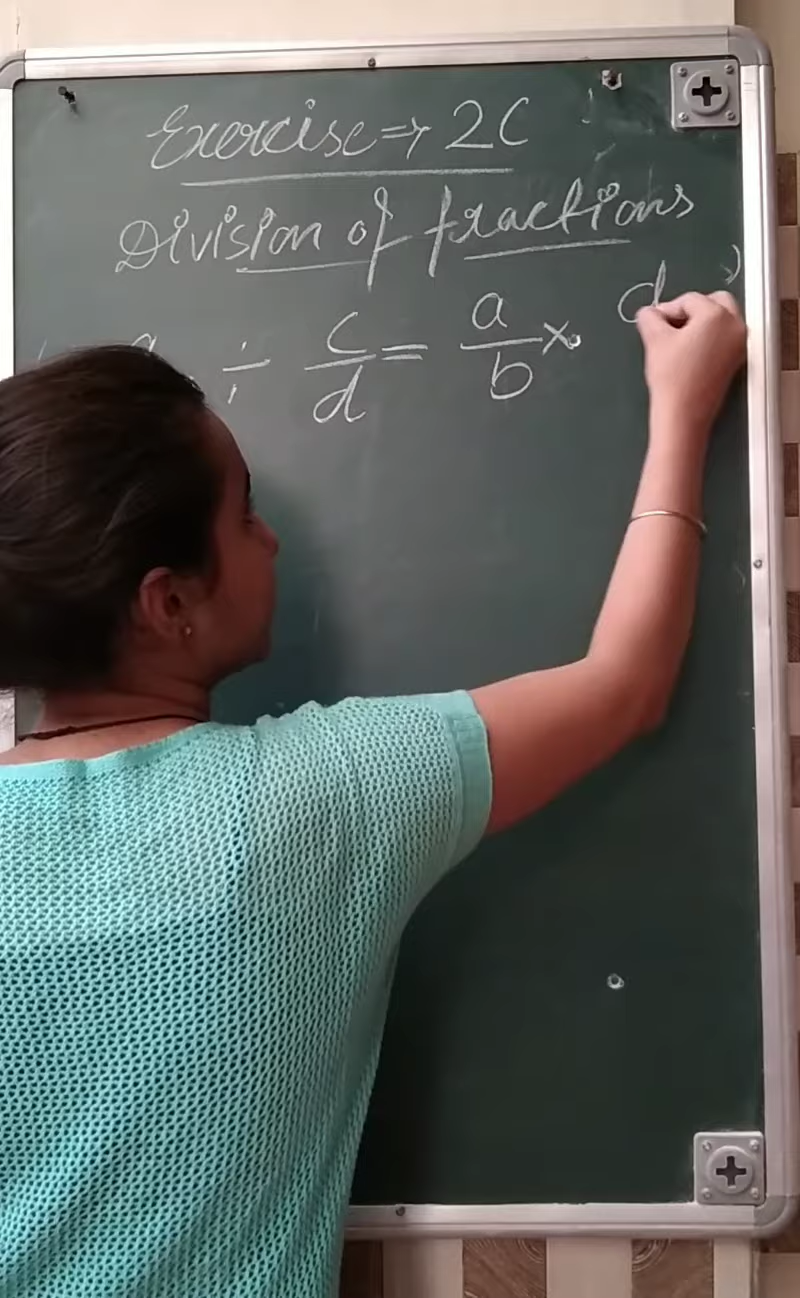 Exercise => 2C
Division of fractions
a ÷ c/d = a/b × d